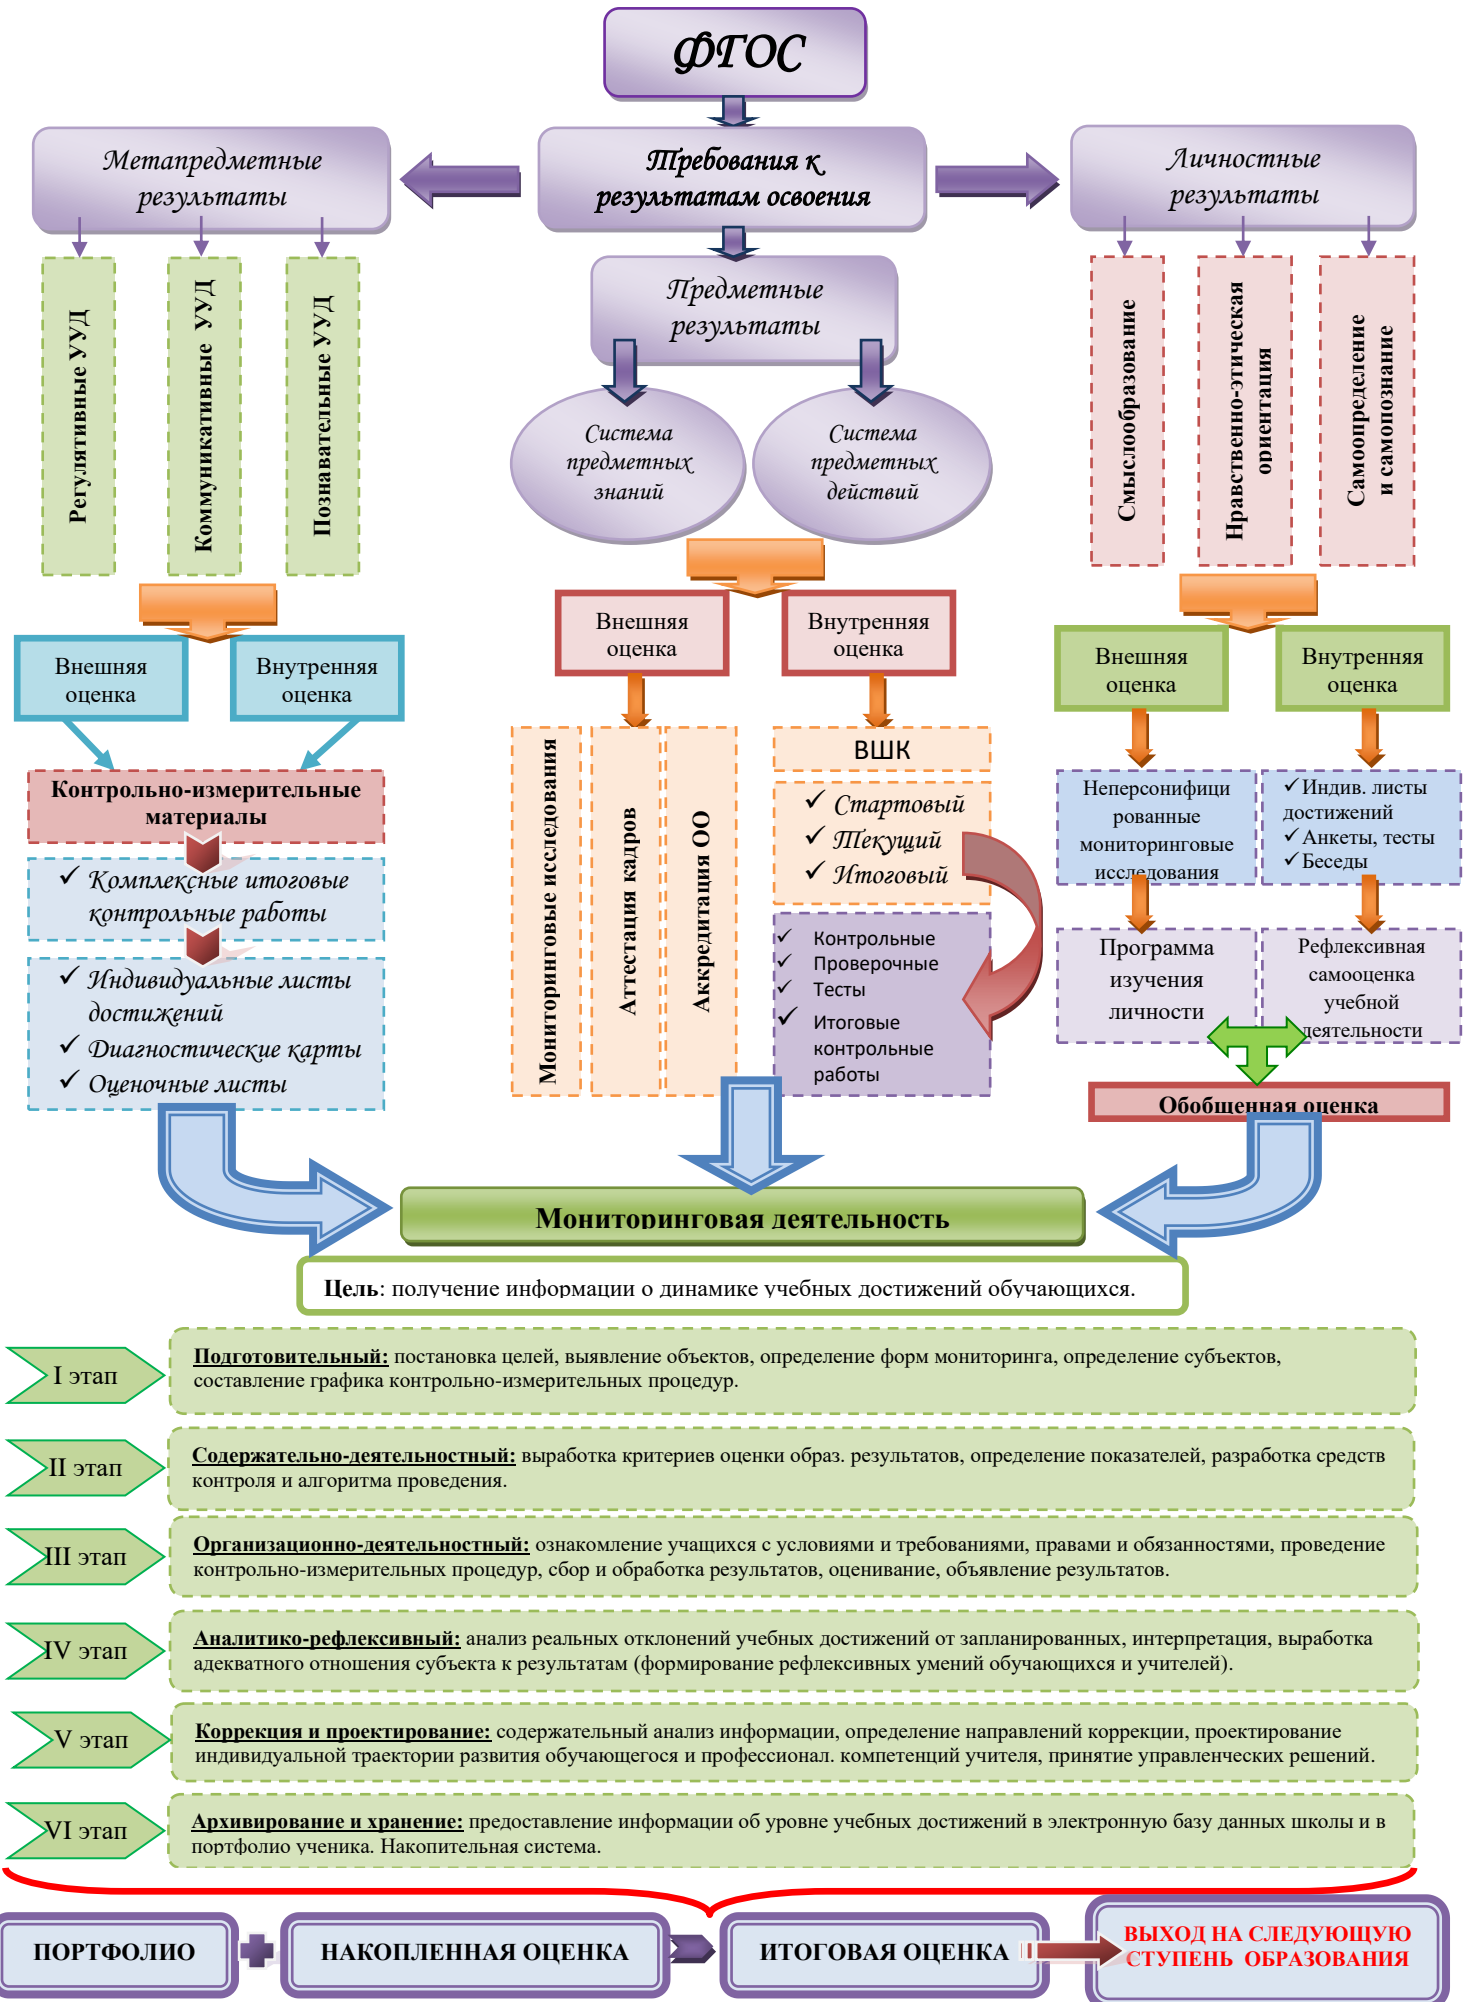 ФГОС
Метапредметные
результаты
Требования к
результатам освоения
Личностные
результаты
Регулятивные УУД
Коммуникативные УУД
Познавательные УУД
Предметные
результаты
Система
предметных
знаний
Система
предметных
действий
Смыслообразование
Нравственно-этическая
ориентация
Самоопределение
и самопознание
Внешняя
оценка
Внутренняя
оценка
Контрольно-измерительные
материалы
✓ Комплексные итоговые
контрольные работы
✓ Индивидуальные листы
достижений
✓ Диагностические карты
✓ Оценочные листы
Внешняя
оценка
Внутренняя
оценка
Мониторинговые исследования
Аттестация кадров
Аккредитация ОО
ВШК
✓ Стартовый
✓ Текущий
✓ Итоговый
✓ Контрольные
✓ Проверочные
✓ Тесты
✓ Итоговые
контрольные
работы
Внешняя
оценка
Внутренняя
оценка
Неперсонифици
рованные
мониторинговые
исследования
✓Индив. листы
достижений
✓Анкеты, тесты
✓Беседы
Программа
изучения
личности
Рефлексивная
самооценка
учебной
деятельности
Обобщенная оценка
Мониторинговая деятельность
Цель: получение информации о динамике учебных достижений обучающихся.
I этап
Подготовительный: постановка целей, выявление объектов, определение форм мониторинга, определение субъектов,
составление графика контрольно-измерительных процедур.
II этап
Содержательно-деятельностный: выработка критериев оценки образ. результатов, определение показателей, разработка средств
контроля и алгоритма проведения.
III этап
Организационно-деятельностный: ознакомление учащихся с условиями и требованиями, правами и обязанностями, проведение
контрольно-измерительных процедур, сбор и обработка результатов, оценивание, объявление результатов.
IV этап
Аналитико-рефлексивный: анализ реальных отклонений учебных достижений от запланированных, интерпретация, выработка
адекватного отношения субъекта к результатам (формирование рефлексивных умений обучающихся и учителей).
V этап
Коррекция и проектирование: содержательный анализ информации, определение направлений коррекции, проектирование
индивидуальной траектории развития обучающегося и профессионал. компетенций учителя, принятие управленческих решений.
VI этап
Архивирование и хранение: предоставление информации об уровне учебных достижений в электронную базу данных школы и в
портфолио ученика. Накопительная система.
ПОРТФОЛИО
НАКОПЛЕННАЯ ОЦЕНКА
ИТОГОВАЯ ОЦЕНКА
ВЫХОД НА СЛЕДУЮЩУЮ
СТУПЕНЬ ОБРАЗОВАНИЯ